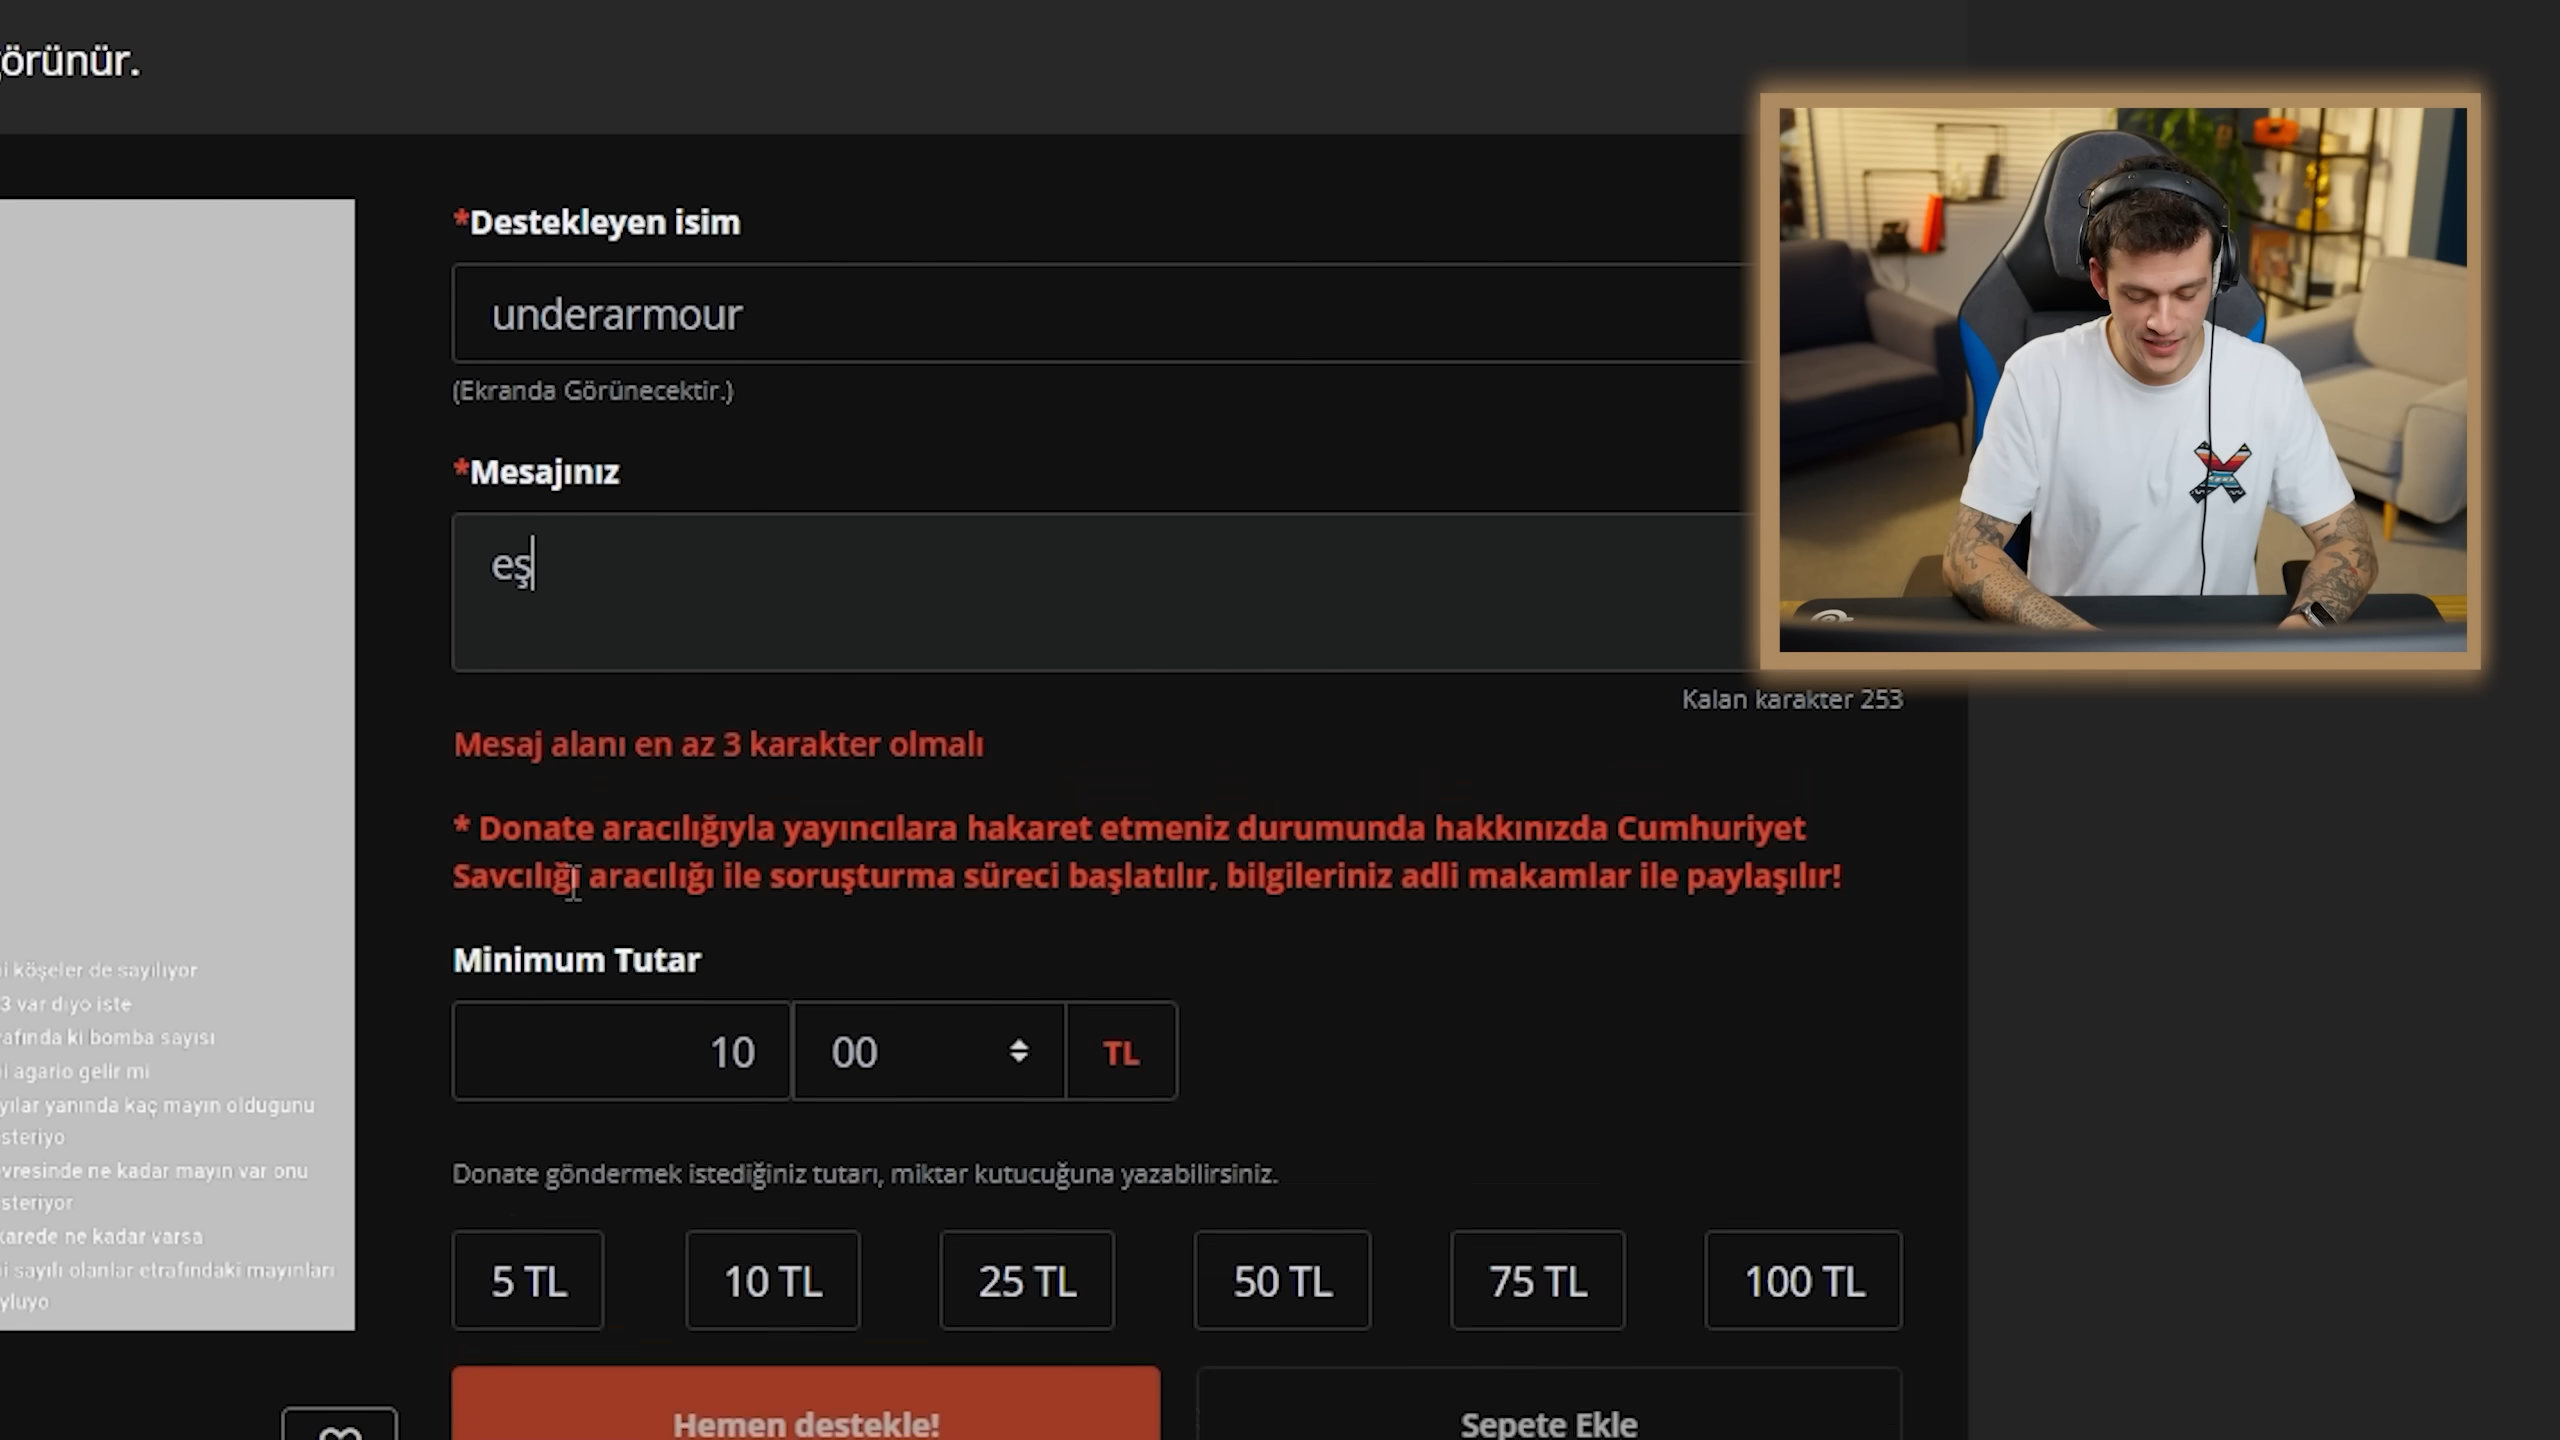 görünür.
*Destekleyen isim
underarmour
(Ekranda Görünecektir.)
*Mesajınız
eş
Kalan karakter 253
Mesaj alanı en az 3 karakter olmalı
* Donate aracılığıyla yayıncılara hakaret etmeniz durumunda hakkınızda Cumhuriyet
Savcılığı aracılığı ile soruşturma süreci başlatılır, bilgileriniz adli makamlar ile paylaşılır!
Minimum Tutar
10 00 TL
Donate göndermek istediğiniz tutarı, miktar kutucuğuna yazabilirsiniz.
5 TL 10 TL 25 TL 50 TL 75 TL 100 TL
Hemen destekle! Sepete Ekle
i köşeler de sayılıyor
3 var diyo iste
rafında ki bomba sayısı
i agario gelir mi
yılar yanında kaç mayın oldugunu
steriyo
vresinde ne kadar mayın var onu
steriyor
karede ne kadar varsa
i sayılı olanlar etrafındaki mayınları
yluyo